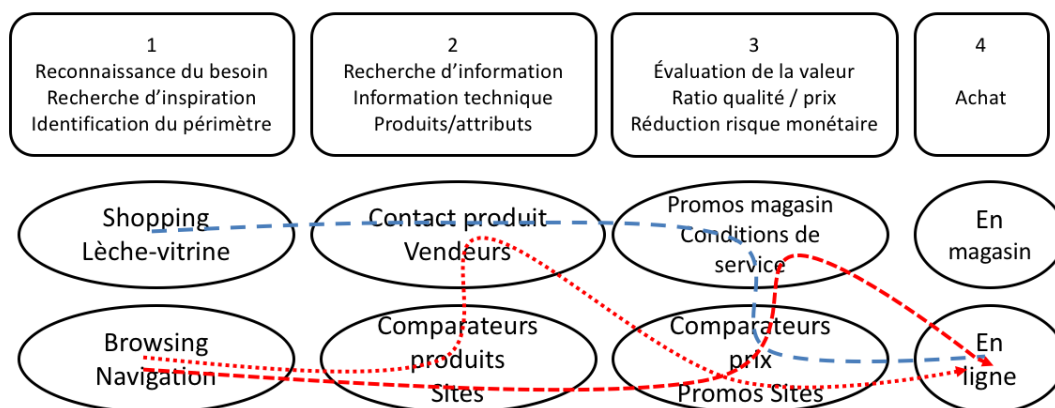 1
Reconnaissance du besoin
Recherche d’inspiration
Identification du périmètre
2
Recherche d’information
Information technique
Produits/attributs
3
Évaluation de la valeur
Ratio qualité / prix
Réduction risque monétaire
4
Achat
Shopping
Lèche-vitrine
Contact produit
Vendeurs
Promos magasin
Conditions de
service
En
magasin
Browsing
Navigation
Comparateurs
produits
Sites
Comparateurs
prix
Promos Sites
En
ligne